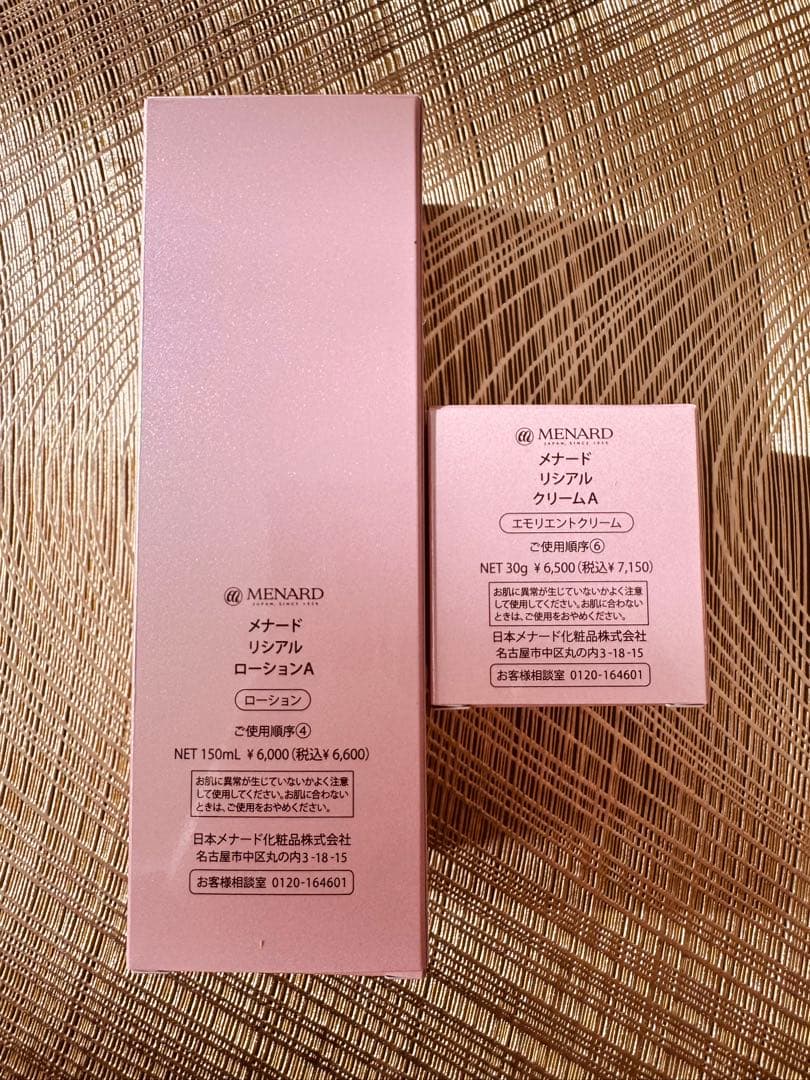 MENARD
JAPAN, SINCE 1959
メナード
リシアル
ローションA
ローション
ご使用順序④
NET 150mL ¥6,000(税込¥6,600)
お肌に異常が生じていないかよく注意
して使用してください。お肌に合わない
ときは、ご使用をおやめください。
日本メナード化粧品株式会社
名古屋市中区丸の内3-18-15
お客様相談室 0120-164601
MENARD
JAPAN, SINCE 1959
メナード
リシアル
クリームA
エモリエントクリーム
ご使用順序⑥
NET 30g ¥6,500(税込¥7,150)
お肌に異常が生じていないかよく注意
して使用してください。お肌に合わない
ときは、ご使用をおやめください。
日本メナード化粧品株式会社
名古屋市中区丸の内3-18-15
お客様相談室 0120-164601